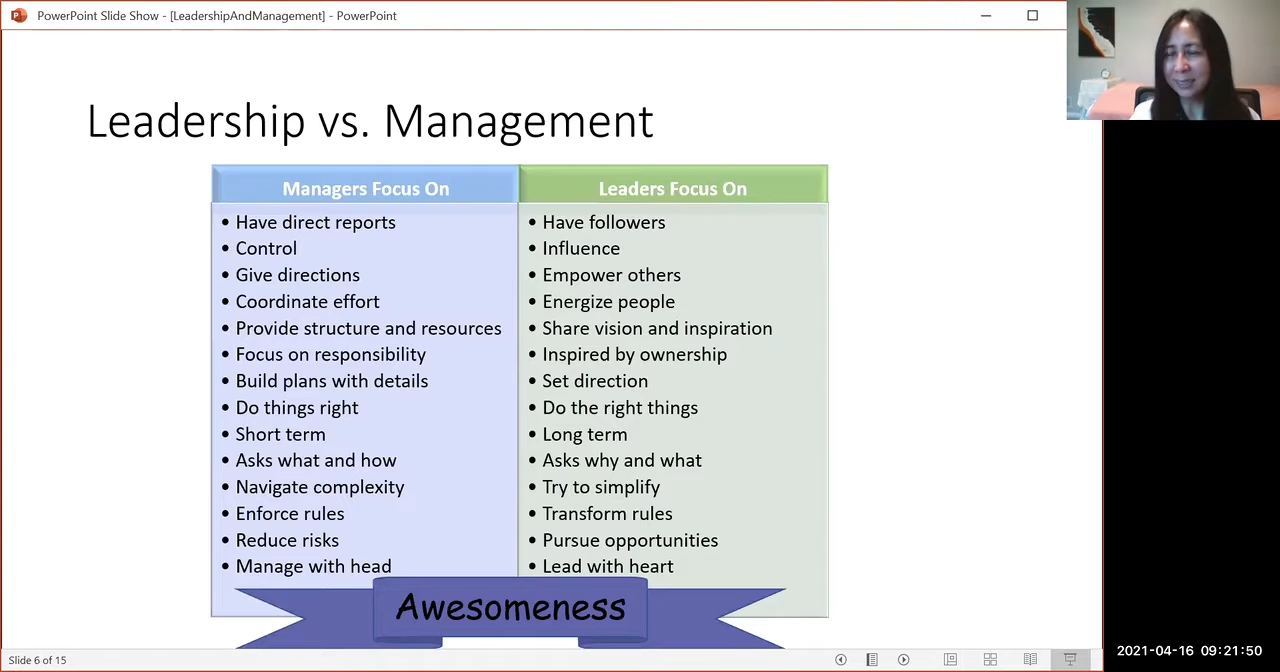 PowerPoint Slide Show - [LeadershipAndManagement] - PowerPoint
Leadership vs. Management
Managers Focus On
• Have direct reports
• Control
• Give directions
• Coordinate effort
• Provide structure and resources
• Focus on responsibility
• Build plans with details
• Do things right
• Short term
• Asks what and how
• Navigate complexity
• Enforce rules
• Reduce risks
• Manage with head
Leaders Focus On
• Have followers
• Influence
• Empower others
• Energize people
• Share vision and inspiration
• Inspired by ownership
• Set direction
• Do the right things
• Long term
• Asks why and what
• Try to simplify
• Transform rules
• Pursue opportunities
• Lead with heart
Awesomeness
Slide 6 of 15
2021-04-16 09:21:50